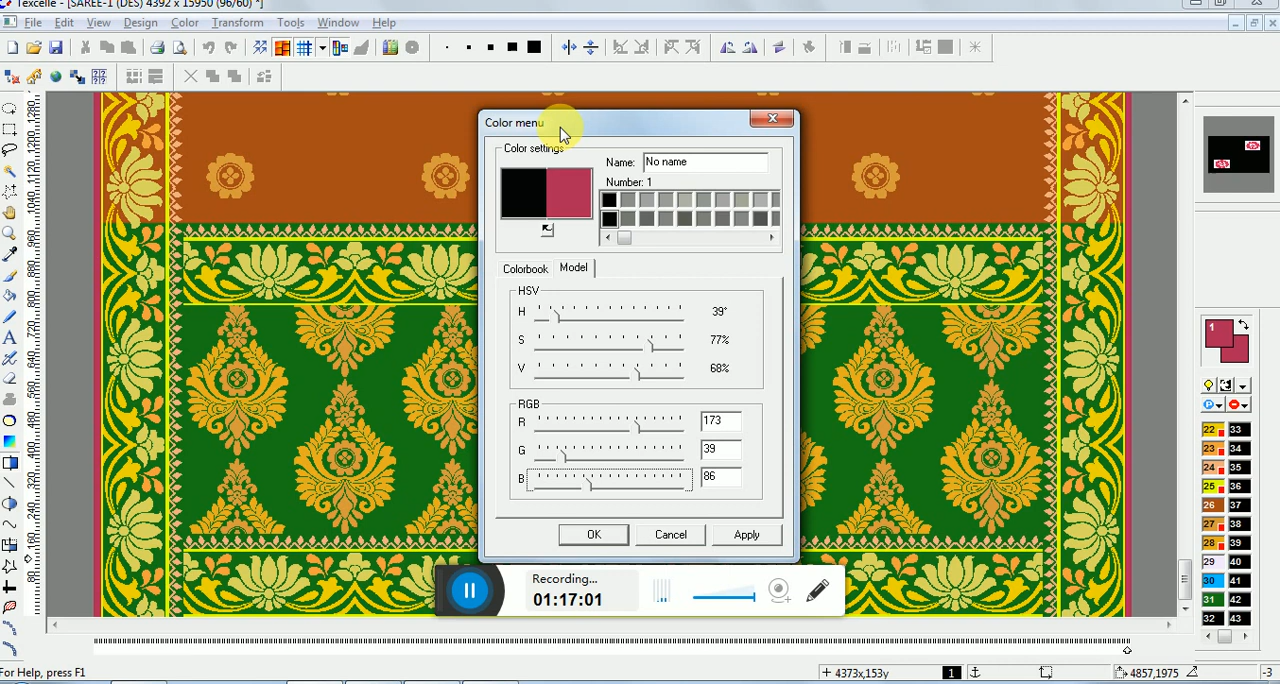 Texcelle - [SAREE-1 (DES) 4392 x 15950 (96/60) *]
File Edit View Design Color Transform Tools Window Help
Color menu
Color settings
Name: No name
Number: 1
Colorbook Model
HSV
H 39°
S 77%
V 68%
RGB
R 173
G 39
B 86
OK Cancel Apply
Recording...
01:17:01
1
22 33
23 34
24 35
25 36
26 37
27 38
28 39
29 40
30 41
31 42
32 43
For Help, press F1
4373x,153y
1
4857,1975
-3